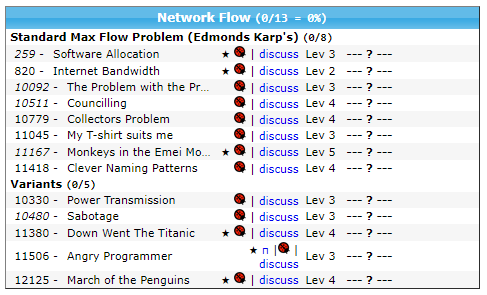 Network Flow (0/13 = 0%)
Standard Max Flow Problem (Edmonds Karp's) (0/8)
259 - Software Allocation ★ | discuss Lev 3 --- ? ---
820 - Internet Bandwidth ★ | discuss Lev 2 --- ? ---
10092 - The Problem with the Pr... | discuss Lev 3 --- ? ---
10511 - Councilling | discuss Lev 4 --- ? ---
10779 - Collectors Problem | discuss Lev 4 --- ? ---
11045 - My T-shirt suits me | discuss Lev 3 --- ? ---
11167 - Monkeys in the Emei Mo... ★ | discuss Lev 5 --- ? ---
11418 - Clever Naming Patterns | discuss Lev 4 --- ? ---
Variants (0/5)
10330 - Power Transmission | discuss Lev 3 --- ? ---
10480 - Sabotage | discuss Lev 3 --- ? ---
11380 - Down Went The Titanic ★ | discuss Lev 4 --- ? ---
11506 - Angry Programmer ★ n | | discuss Lev 3 --- ? ---
12125 - March of the Penguins ★ | discuss Lev 4 --- ? ---